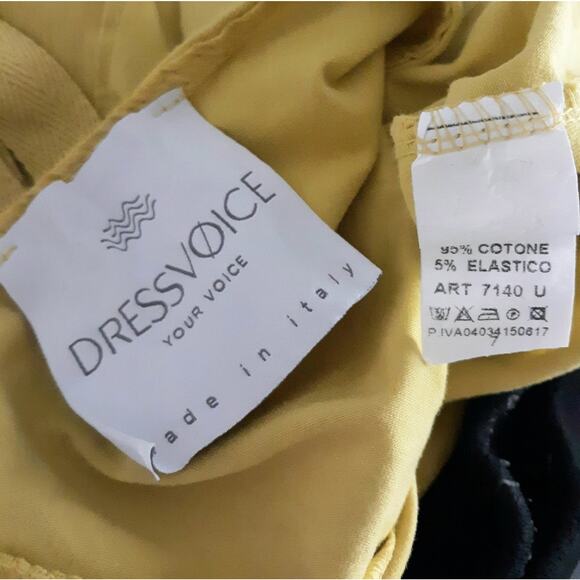 DRESSVØICE
YOUR VOICE
made in italy
95% COTONE
5% ELASTICO
ART 7140 U
P.IVA04034150617